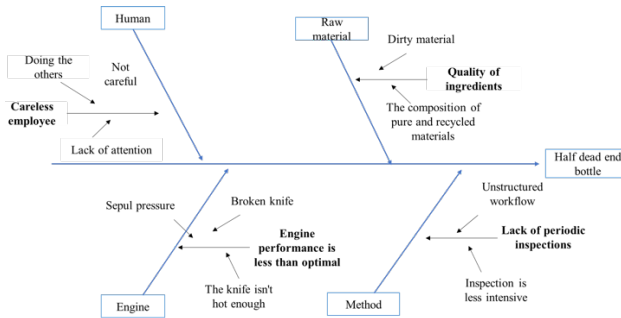 Human
Raw
material
Doing the
others
Not
careful
Careless
employee
Lack of attention
Dirty material
Quality of
ingredients
The composition of
pure and recycled
materials
Half dead end
bottle
Sepul pressure
Broken knife
Engine
performance is
less than optimal
The knife isn't
hot enough
Engine
Unstructured
workflow
Lack of periodic
inspections
Inspection is
less intensive
Method